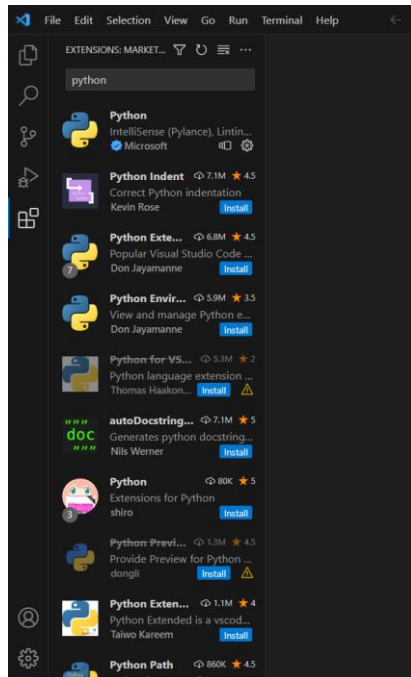 File Edit Selection View Go Run Terminal Help
EXTENSIONS: MARKET...
python
Python
IntelliSense (Pylance), Lintin...
Microsoft
Python Indent 7.1M 4.5
Correct Python indentation
Kevin Rose Install
Python Exte... 6.8M 4.5
Popular Visual Studio Code ...
Don Jayamanne Install
7
Python Envir... 5.9M 3.5
View and manage Python e...
Don Jayamanne Install
Python for VS... 5.3M 2
Python language extension ...
Thomas Haakon... Install
autoDocstring... 7.1M 5
doc
Generates python docstring...
Nils Werner Install
Python 80K 5
Extensions for Python
shiro Install
3
Python Previ... 1.3M 4.5
Provide Preview for Python ...
dongli Install
Python Exten... 1.1M 4
Python Extended is a vscod...
Taiwo Kareem Install
Python Path 860K 4.5